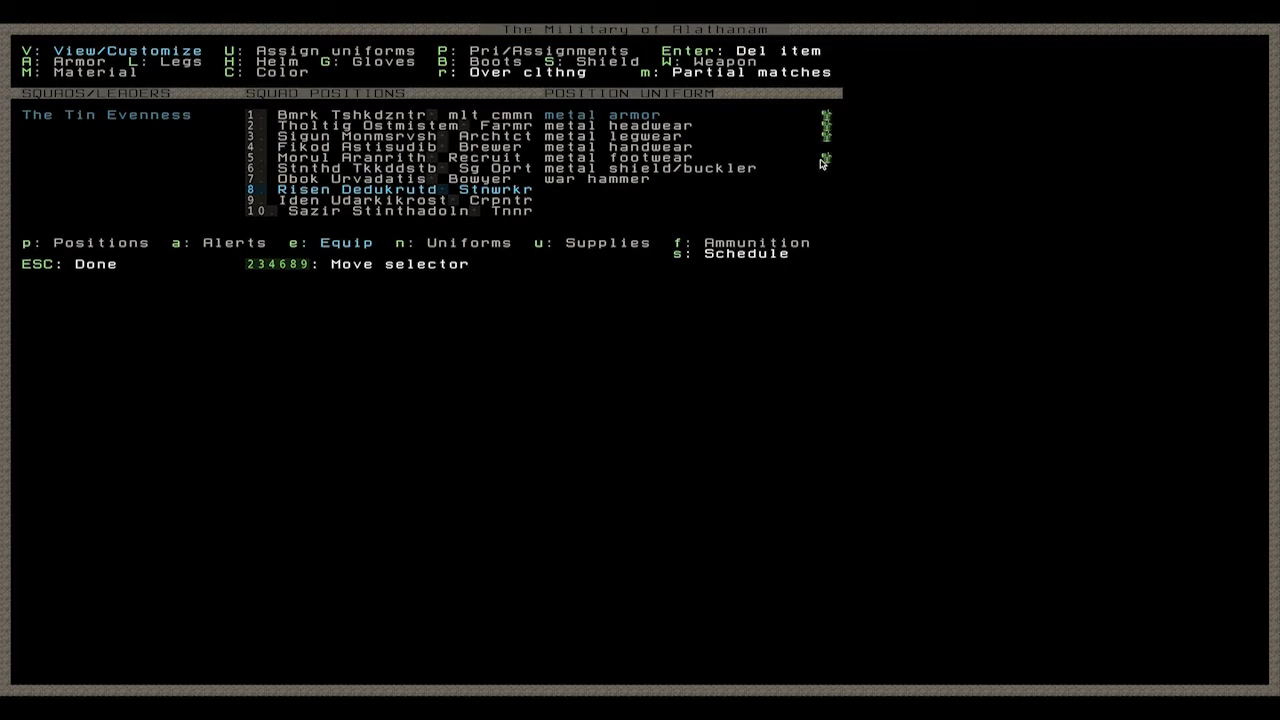 The Military of Alathanam
V: View/Customize U: Assign uniforms P: Pri/Assignments Enter: Del item
A: Armor L: Legs H: Helm G: Gloves B: Boots S: Shield W: Weapon
M: Material C: Color r: Over clthng m: Partial matches
SQUADS/LEADERS SQUAD POSITIONS POSITION UNIFORM
The Tin Evenness 1. Bmrk Tshkdzntr mlt cmmn metal armor
2. Tholtig Ostmistem Farmr metal headwear
3. Sigun Monmsrvsh Archtct metal legwear
4. Fikod Astisudib Brewer metal handwear
5. Morul Aranrith Recruit metal footwear
6. Stnthd Tkkddstb Sg Oprt metal shield/buckler
7. Obok Urvadatis Bowyer war hammer
8. Risen Dedukrutd Stnwrkr
9. Iden Udarkikrost Crpntr
10. Sazir Stinthadoln Tnnr
p: Positions a: Alerts e: Equip n: Uniforms u: Supplies f: Ammunition
s: Schedule
ESC: Done 234689: Move selector